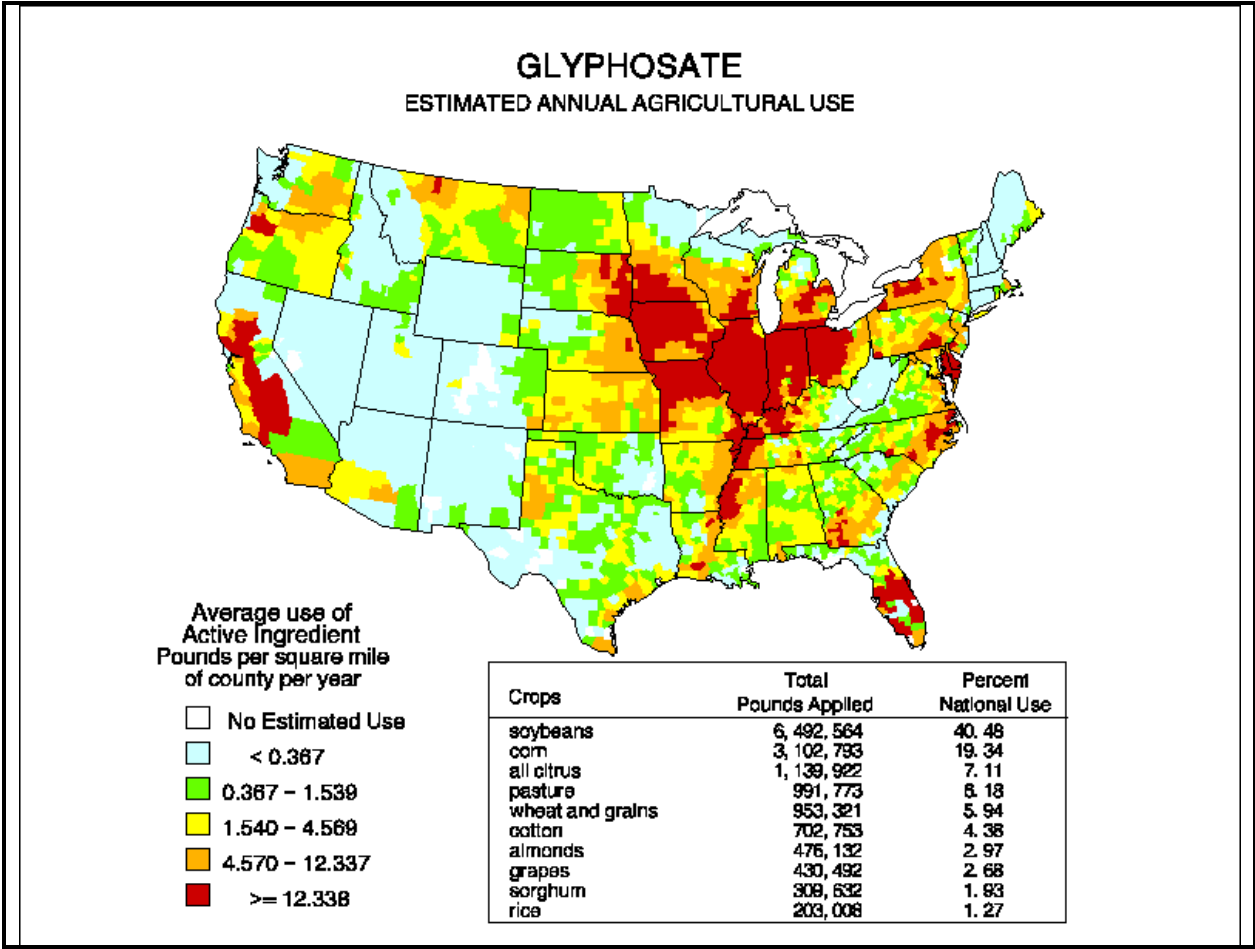 GLYPHOSATE
ESTIMATED ANNUAL AGRICULTURAL USE
Average use of
Active Ingredient
Pounds per square mile
of county per year
No Estimated Use
< 0.367
0.367 - 1.539
1.540 - 4.569
4.570 - 12.337
>= 12.338
Total Percent
Crops Pounds Applied National Use
soybeans 6, 492, 564 40. 48
corn 3, 102, 793 19. 34
all citrus 1, 139, 922 7. 11
pasture 991, 773 6. 18
wheat and grains 953, 321 5. 94
cotton 702, 753 4. 38
almonds 476, 132 2. 97
grapes 430, 492 2. 68
sorghum 309, 632 1. 93
rice 203, 008 1. 27